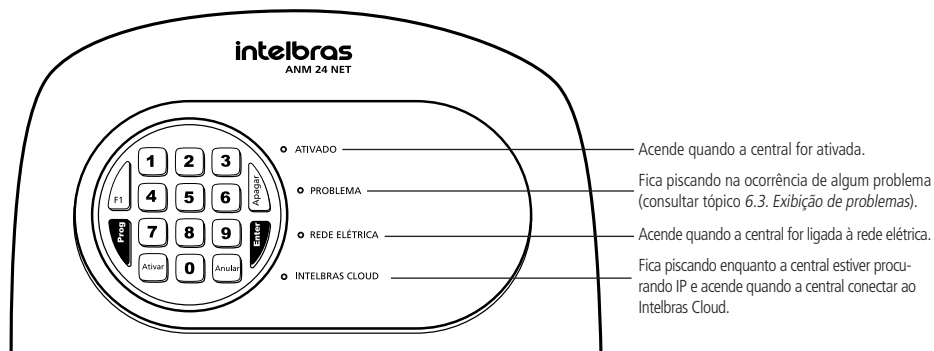 intelbras
ANM 24 NET
ATIVADO
Acende quando a central for ativada.
PROBLEMA
Fica piscando na ocorrência de algum problema
(consultar tópico 6.3. Exibição de problemas).
REDE ELÉTRICA
Acende quando a central for ligada à rede elétrica.
INTELBRAS CLOUD
Fica piscando enquanto a central estiver procu-
rando IP e acende quando a central conectar ao
Intelbras Cloud.
1 2 3
F1 4 5 6 Apagar
Prog 7 8 9 Enter
Ativar 0 Anular